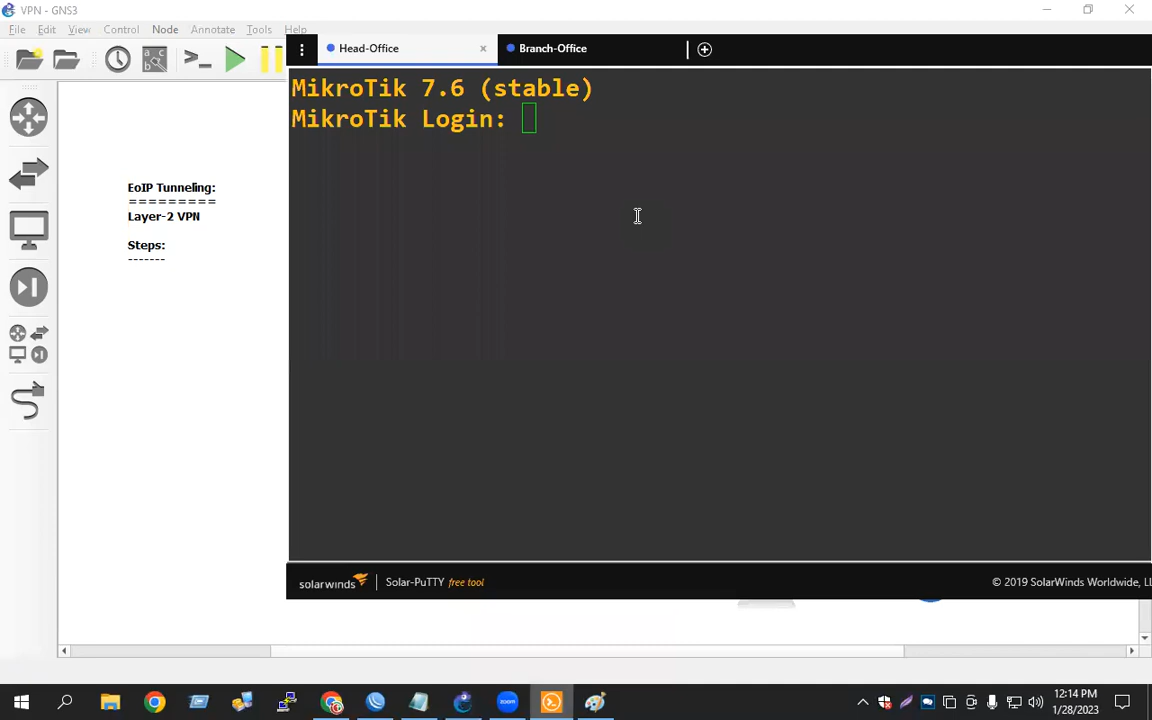 VPN - GNS3
File Edit View Control Node Annotate Tools Help
Head-Office
Branch-Office
MikroTik 7.6 (stable)
MikroTik Login:
EoIP Tunneling:
=========
Layer-2 VPN
Steps:
-------
solarwinds
Solar-PuTTY free tool
© 2019 SolarWinds Worldwide, LL
zoom
12:14 PM
1/28/2023